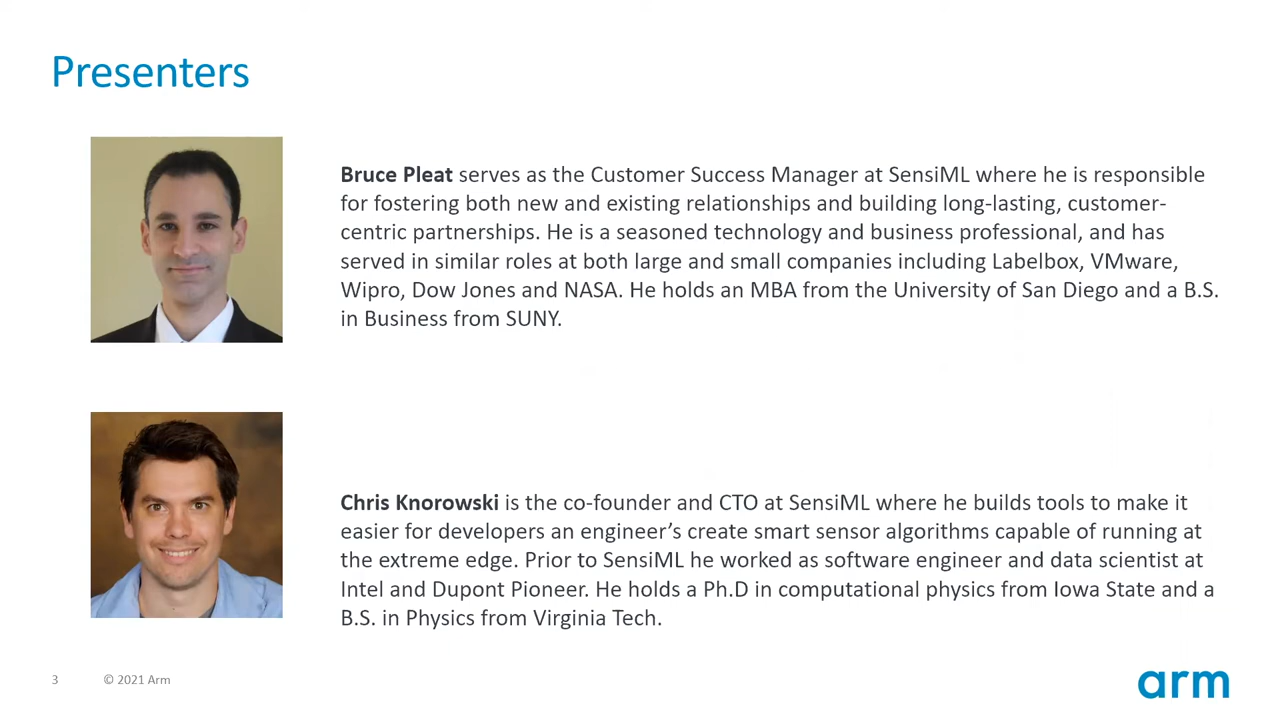 Presenters
Bruce Pleat serves as the Customer Success Manager at SensiML where he is responsible
for fostering both new and existing relationships and building long-lasting, customer-
centric partnerships. He is a seasoned technology and business professional, and has
served in similar roles at both large and small companies including Labelbox, VMware,
Wipro, Dow Jones and NASA. He holds an MBA from the University of San Diego and a B.S.
in Business from SUNY.
Chris Knorowski is the co-founder and CTO at SensiML where he builds tools to make it
easier for developers an engineer’s create smart sensor algorithms capable of running at
the extreme edge. Prior to SensiML he worked as software engineer and data scientist at
Intel and Dupont Pioneer. He holds a Ph.D in computational physics from Iowa State and a
B.S. in Physics from Virginia Tech.
3 © 2021 Arm
arm